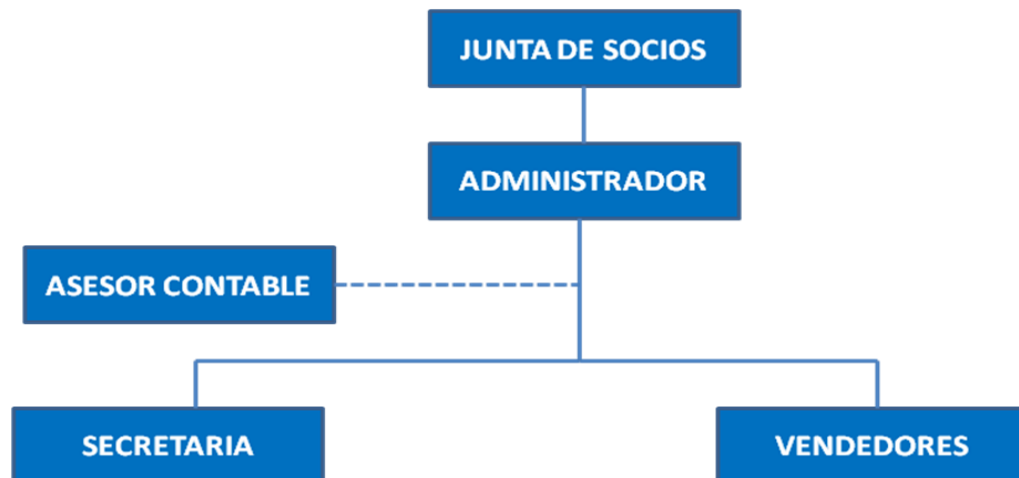 JUNTA DE SOCIOS
ADMINISTRADOR
ASESOR CONTABLE
SECRETARIA
VENDEDORES